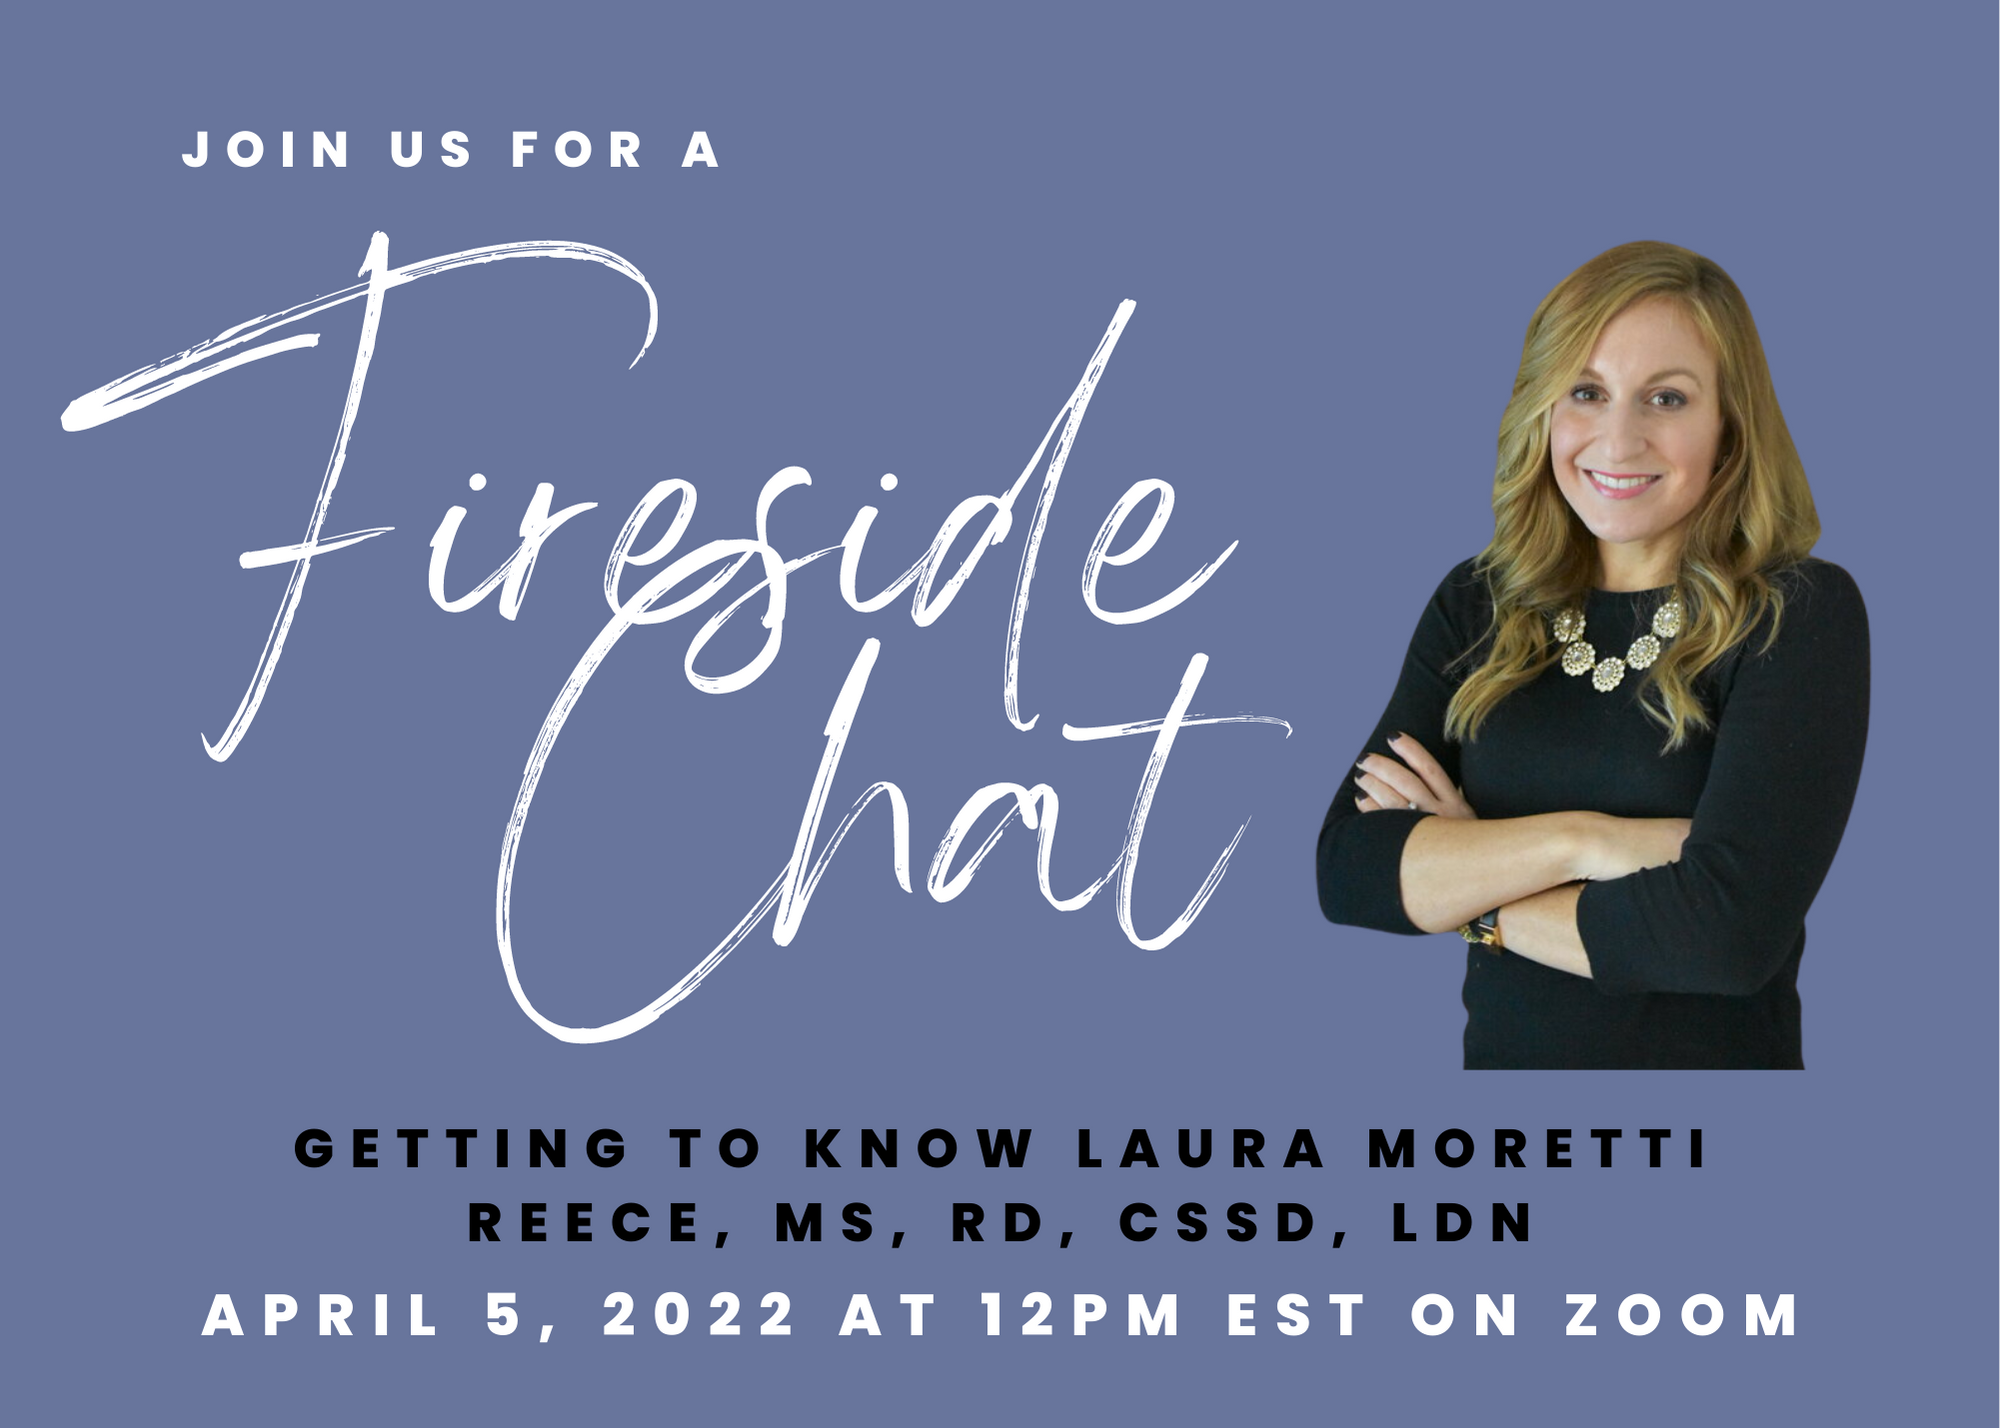 JOIN US FOR A
Fireside
Chat
GETTING TO KNOW LAURA MORETTI
REECE, MS, RD, CSSD, LDN
APRIL 5, 2022 AT 12PM EST ON ZOOM